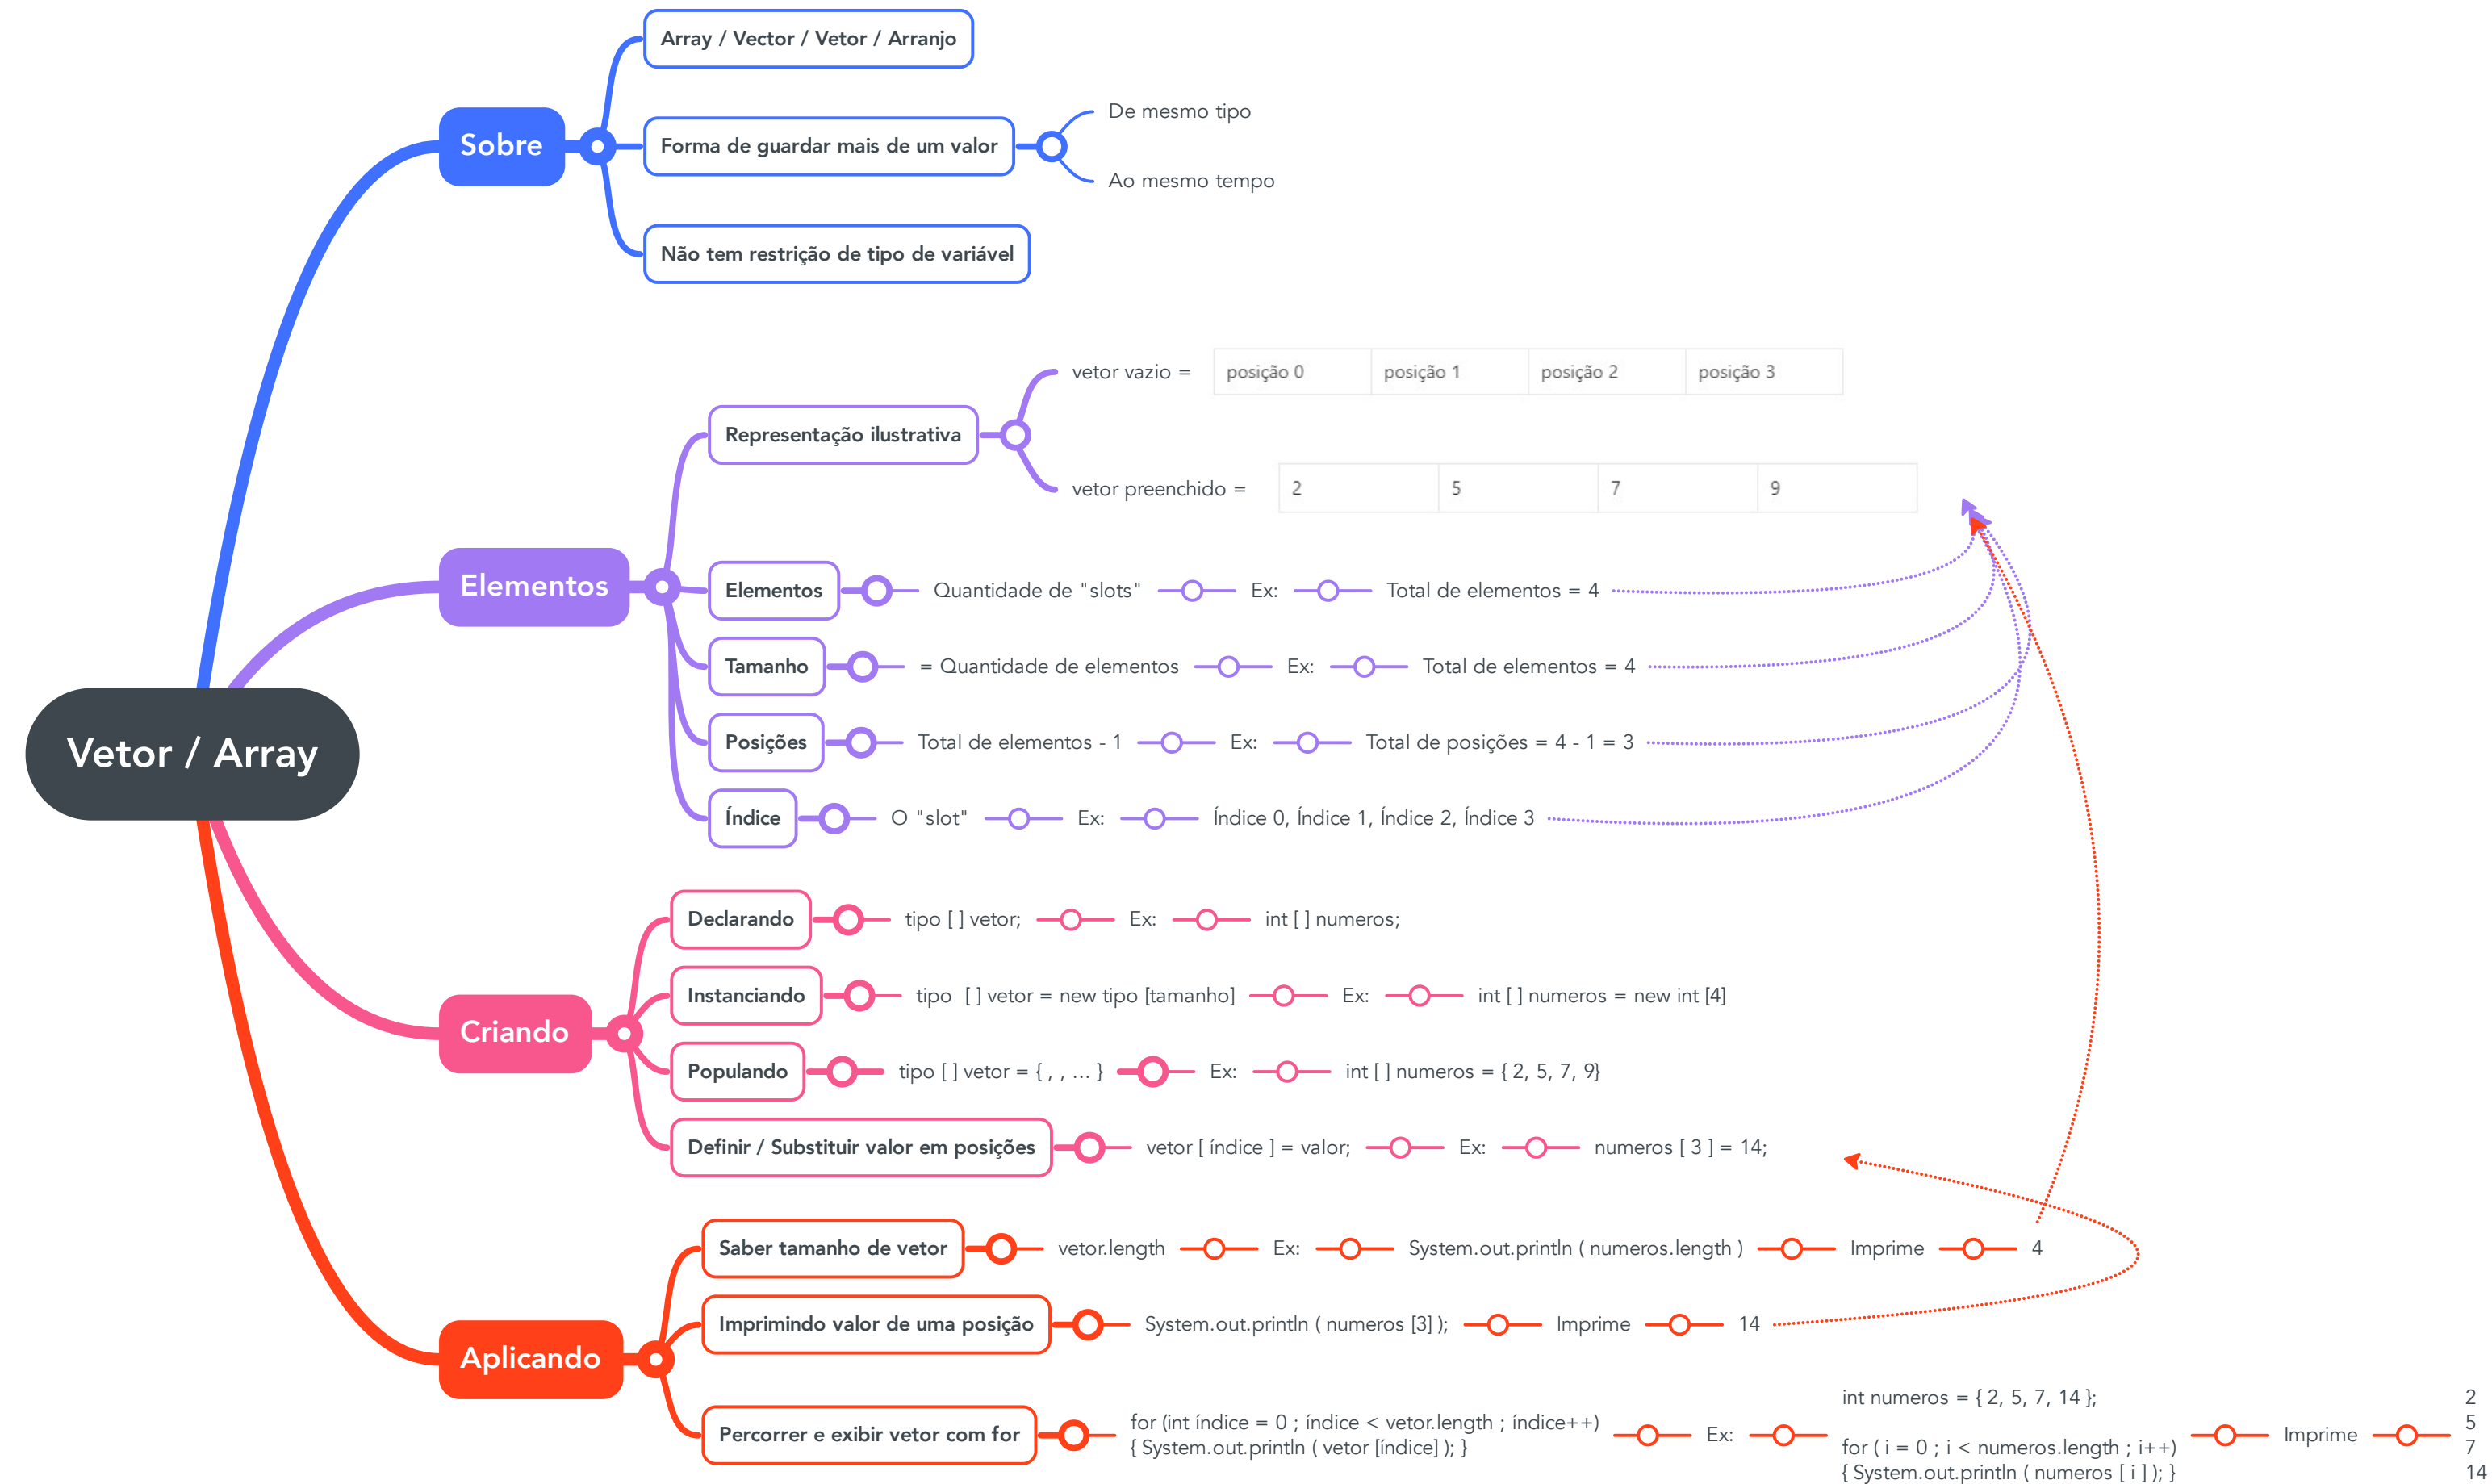 Vetor / Array
Sobre
Array / Vector / Vetor / Arranjo
Forma de guardar mais de um valor
De mesmo tipo
Ao mesmo tempo
Não tem restrição de tipo de variável
Elementos
Representação ilustrativa
vetor vazio = posição 0 posição 1 posição 2 posição 3
vetor preenchido = 2 5 7 9
Elementos Quantidade de "slots" Ex: Total de elementos = 4
Tamanho = Quantidade de elementos Ex: Total de elementos = 4
Posições Total de elementos - 1 Ex: Total de posições = 4 - 1 = 3
Índice O "slot" Ex: Índice 0, Índice 1, Índice 2, Índice 3
Criando
Declarando tipo [ ] vetor; Ex: int [ ] numeros;
Instanciando tipo [ ] vetor = new tipo [tamanho] Ex: int [ ] numeros = new int [4]
Populando tipo [ ] vetor = { , , ... } Ex: int [ ] numeros = { 2, 5, 7, 9}
Definir / Substituir valor em posições vetor [ índice ] = valor; Ex: numeros [ 3 ] = 14;
Aplicando
Saber tamanho de vetor vetor.length Ex: System.out.println ( numeros.length ) Imprime 4
Imprimindo valor de uma posição System.out.println ( numeros [3] ); Imprime 14
Percorrer e exibir vetor com for
for (int índice = 0 ; índice < vetor.length ; índice++)
{ System.out.println ( vetor [índice] ); }
Ex:
int numeros = { 2, 5, 7, 14 };
for ( i = 0 ; i < numeros.length ; i++)
{ System.out.println ( numeros [ i ] ); }
Imprime
2
5
7
14